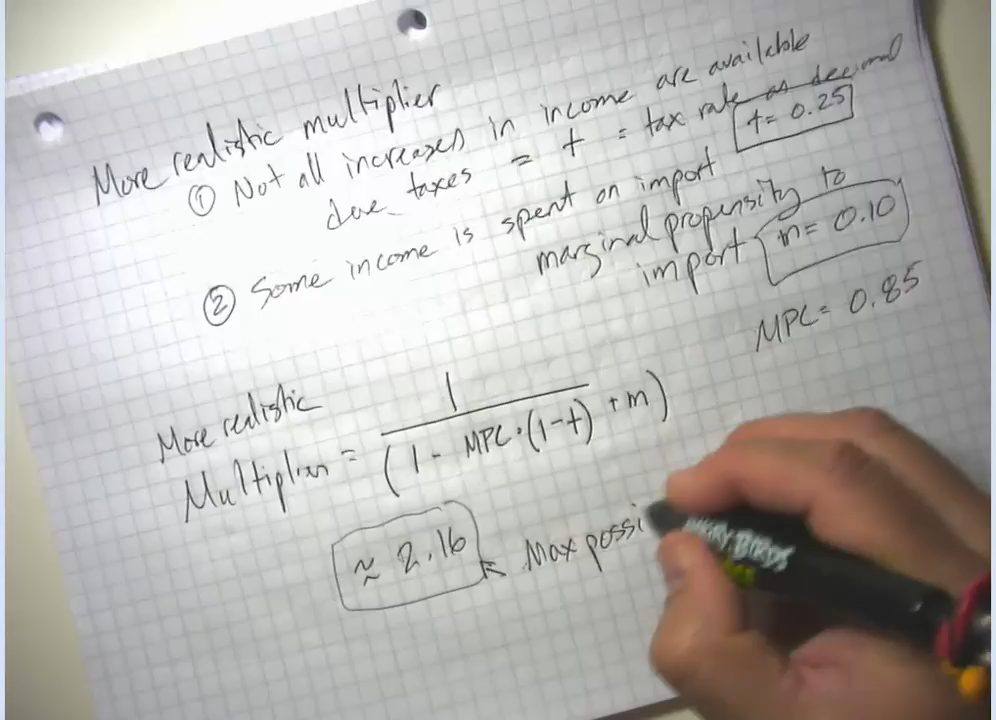 More realistic multiplier
① Not all increases in income are available
due taxes = t = tax rate as decimal
t = 0.25
② Some income is spent on import
marginal propensity to
import m = 0.10
MPC = 0.85
More realistic
Multiplier = 1 / (1 - MPC · (1-t) + m)
≈ 2.16 ← Max possi
ANGRY BIRDS